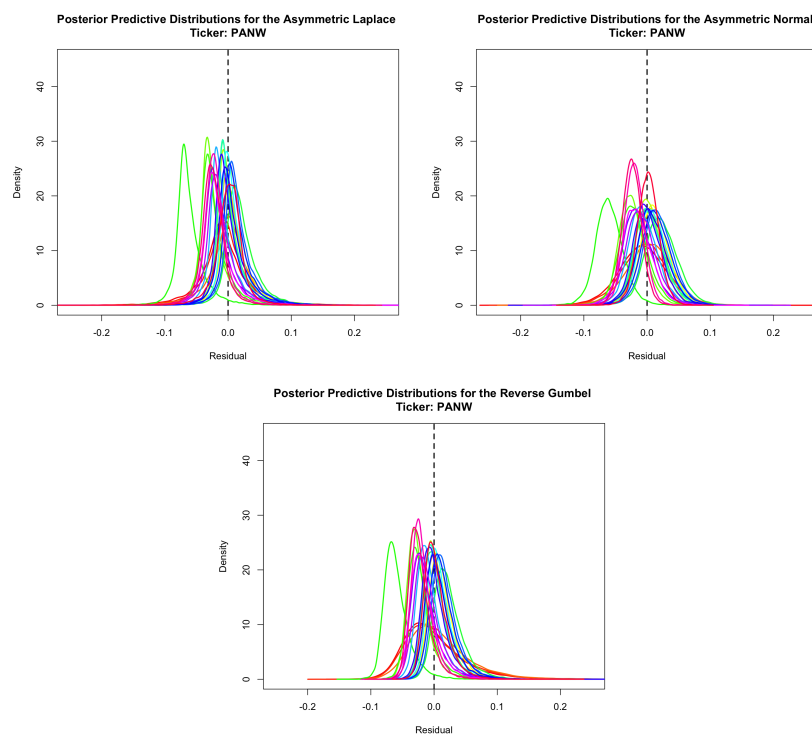 Posterior Predictive Distributions for the Asymmetric Laplace
Ticker: PANW
Density
40
30
20
10
0
-0.2
-0.1
0.0
0.1
0.2
Residual
Posterior Predictive Distributions for the Asymmetric Normal
Ticker: PANW
Density
40
30
20
10
0
-0.2
-0.1
0.0
0.1
0.2
Residual
Posterior Predictive Distributions for the Reverse Gumbel
Ticker: PANW
Density
40
30
20
10
0
-0.2
-0.1
0.0
0.1
0.2
Residual